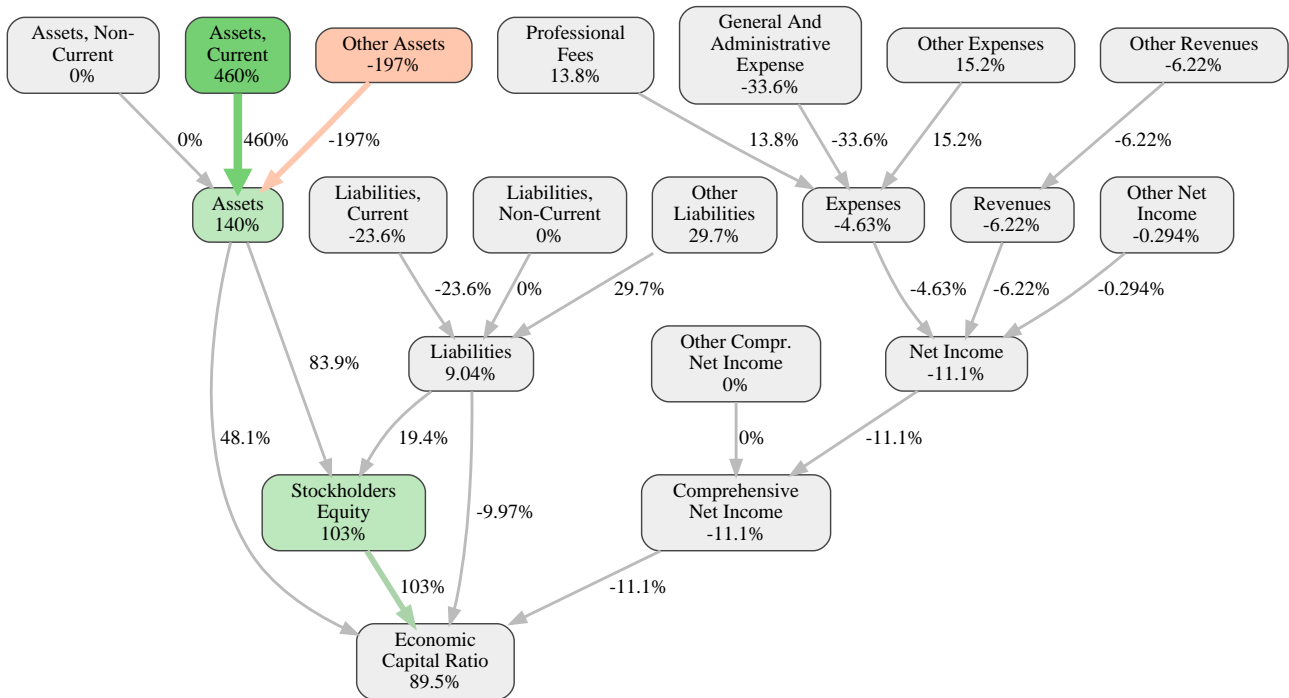 Assets, Non-
Current
0%
Assets,
Current
460%
Other Assets
-197%
Professional
Fees
13.8%
General And
Administrative
Expense
-33.6%
Other Expenses
15.2%
Other Revenues
-6.22%
0%
460%
-197%
13.8%
-33.6%
15.2%
-6.22%
Assets
140%
Liabilities,
Current
-23.6%
Liabilities,
Non-Current
0%
Other
Liabilities
29.7%
Expenses
-4.63%
Revenues
-6.22%
Other Net
Income
-0.294%
-23.6%
0%
29.7%
-4.63%
-6.22%
-0.294%
83.9%
Liabilities
9.04%
Other Compr.
Net Income
0%
Net Income
-11.1%
48.1%
19.4%
0%
-11.1%
Stockholders
Equity
103%
-9.97%
Comprehensive
Net Income
-11.1%
103%
-11.1%
Economic
Capital Ratio
89.5%